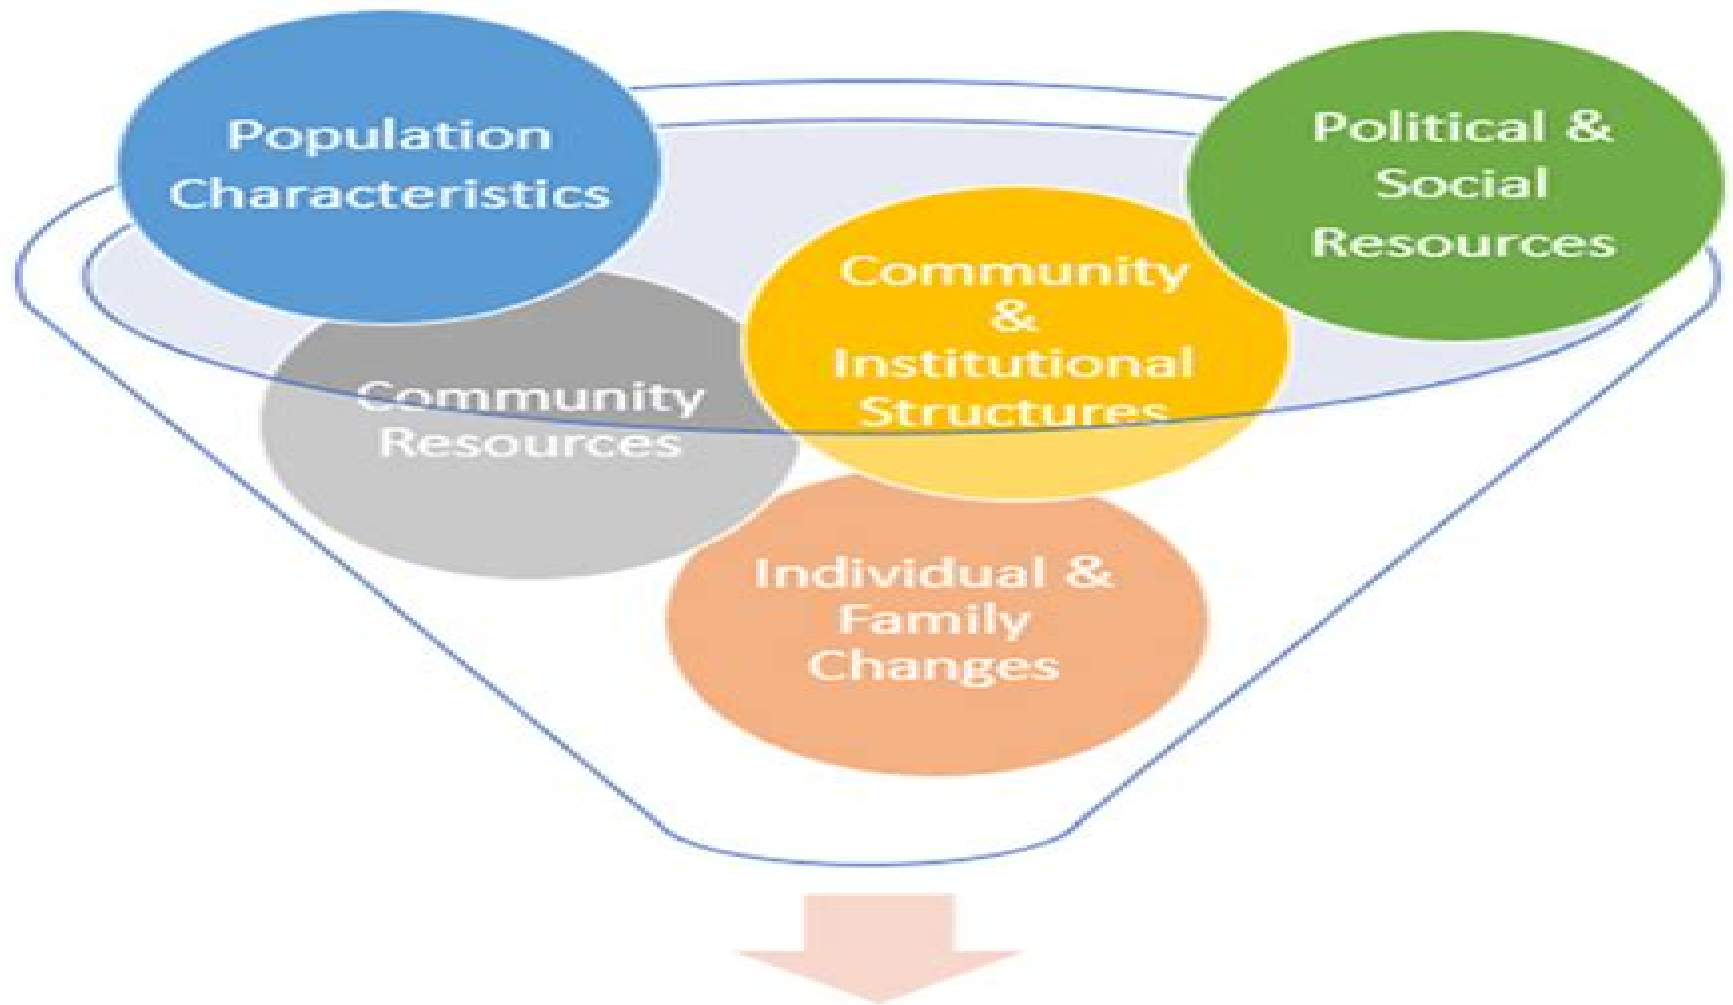 Population
Characteristics
Political &
Social
Resources
Community
&
Institutional
Structures
Community
Resources
Individual &
Family
Changes